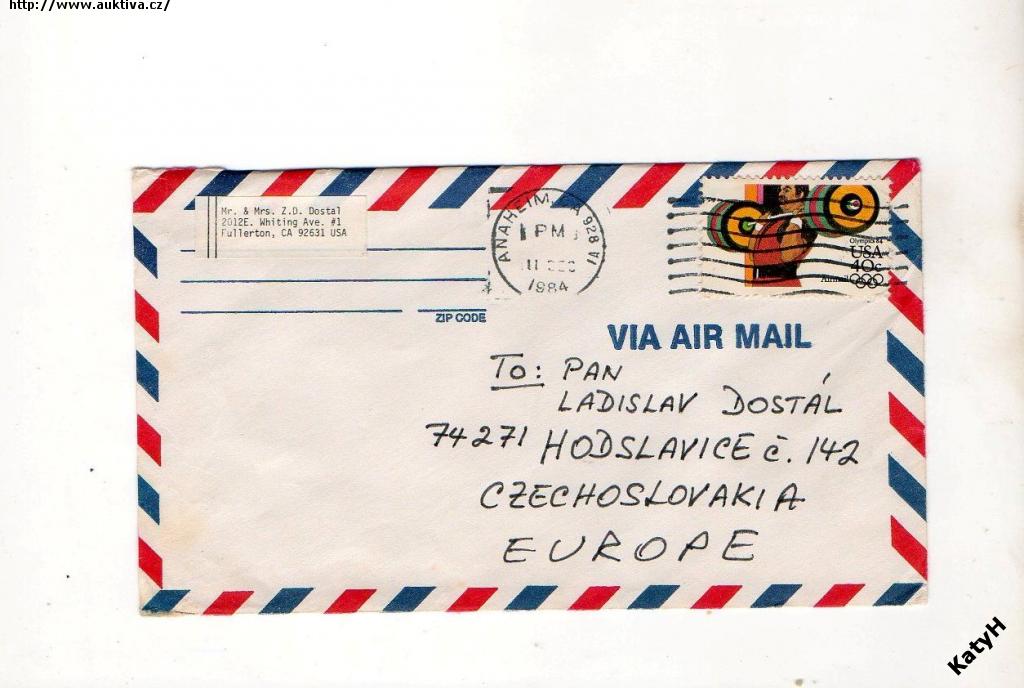 http://www.auktiva.cz/
Mr. & Mrs. Z.D. Dostal
2012E. Whiting Ave. #1
Fullerton, CA 92631 USA
ANAHEIM, CA 928
PM
1984
Olympics 84
USA
40c
Airmail
ZIP CODE
VIA AIR MAIL
To: PAN
LADISLAV DOSTÁL
74271 HODSLAVICE č. 142
CZECHOSLOVAKIA
EUROPE
KatyH